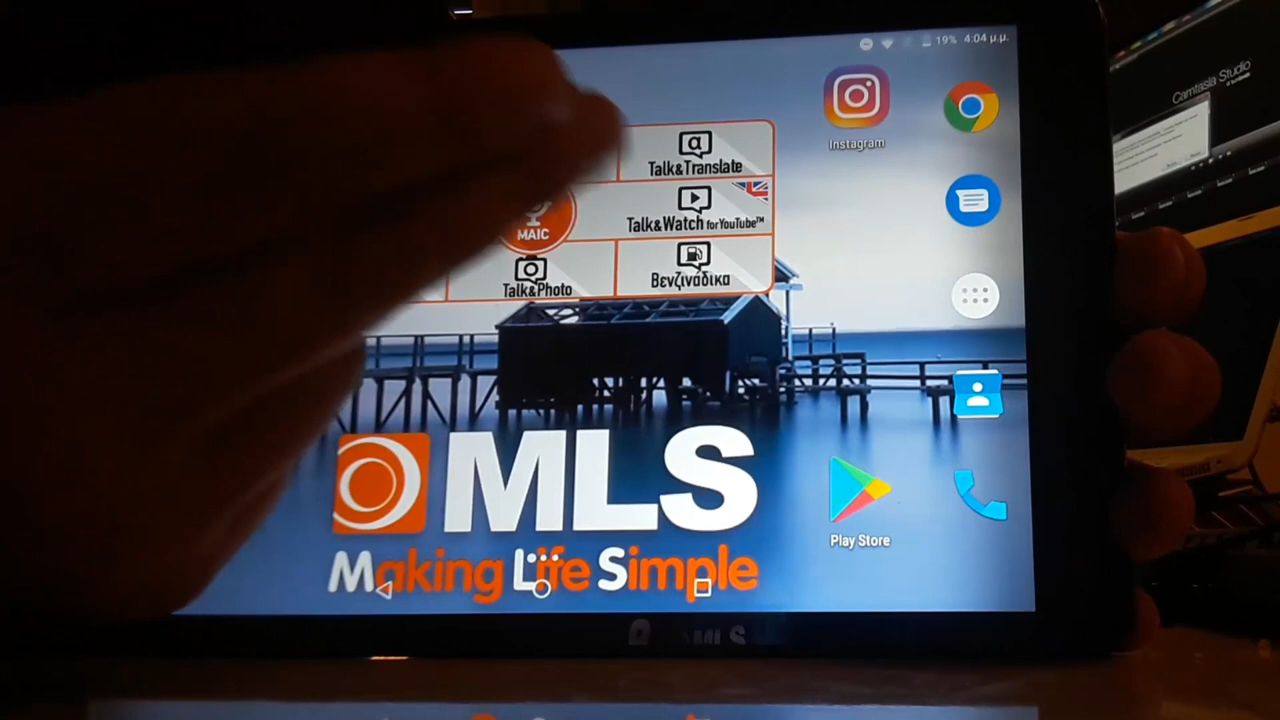 19% 4:04 μ.μ.
Camtasia Studio
Instagram
Talk&Translate
MAIC
Talk&Watch for YouTube™
Talk&Photo
Βενζινάδικα
MLS
Making Life Simple
Play Store
MLS